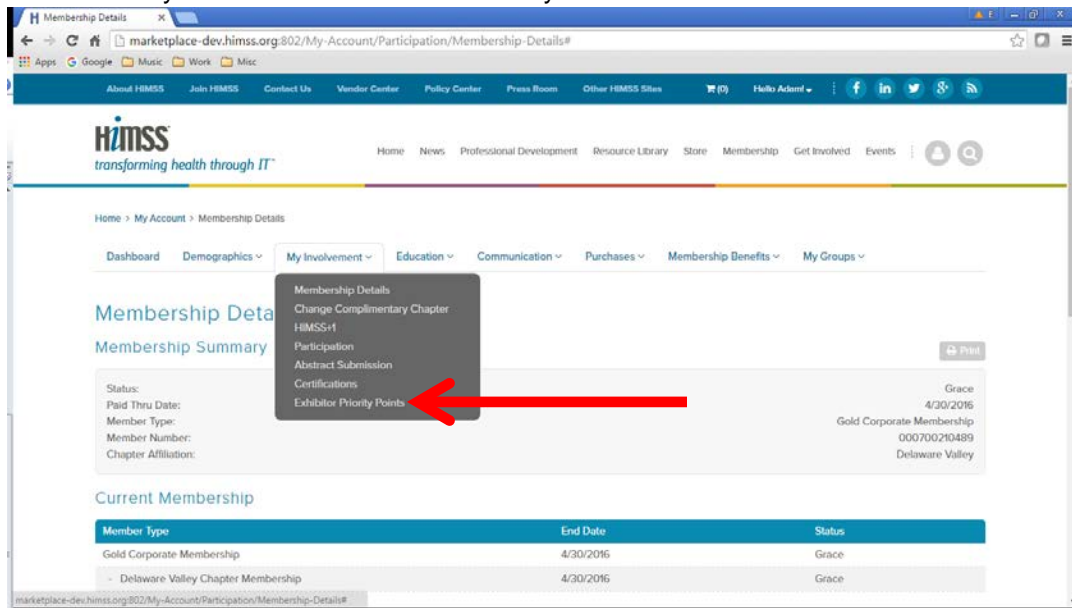 Membership Details ×
marketplace-dev.himss.org:802/My-Account/Participation/Membership-Details#
Apps Google Music Work Misc
About HIMSS Join HIMSS Contact Us Vendor Center Policy Center Press Room Other HIMSS Sites (0) Hello Adam!
HIMSS
transforming health through IT™
Home News Professional Development Resource Library Store Membership Get Involved Events
Home > My Account > Membership Details
Dashboard Demographics My Involvement Education Communication Purchases Membership Benefits My Groups
Membership Details
Change Complimentary Chapter
HIMSS+1
Participation
Abstract Submission
Certifications
Exhibitor Priority Points
Membership Deta
Membership Summary
Print
Status: Grace
Paid Thru Date: 4/30/2016
Member Type: Gold Corporate Membership
Member Number: 000700210489
Chapter Affiliation: Delaware Valley
Current Membership
Member Type End Date Status
Gold Corporate Membership 4/30/2016 Grace
- Delaware Valley Chapter Membership 4/30/2016 Grace
marketplace-dev.himss.org:802/My-Account/Participation/Membership-Details#